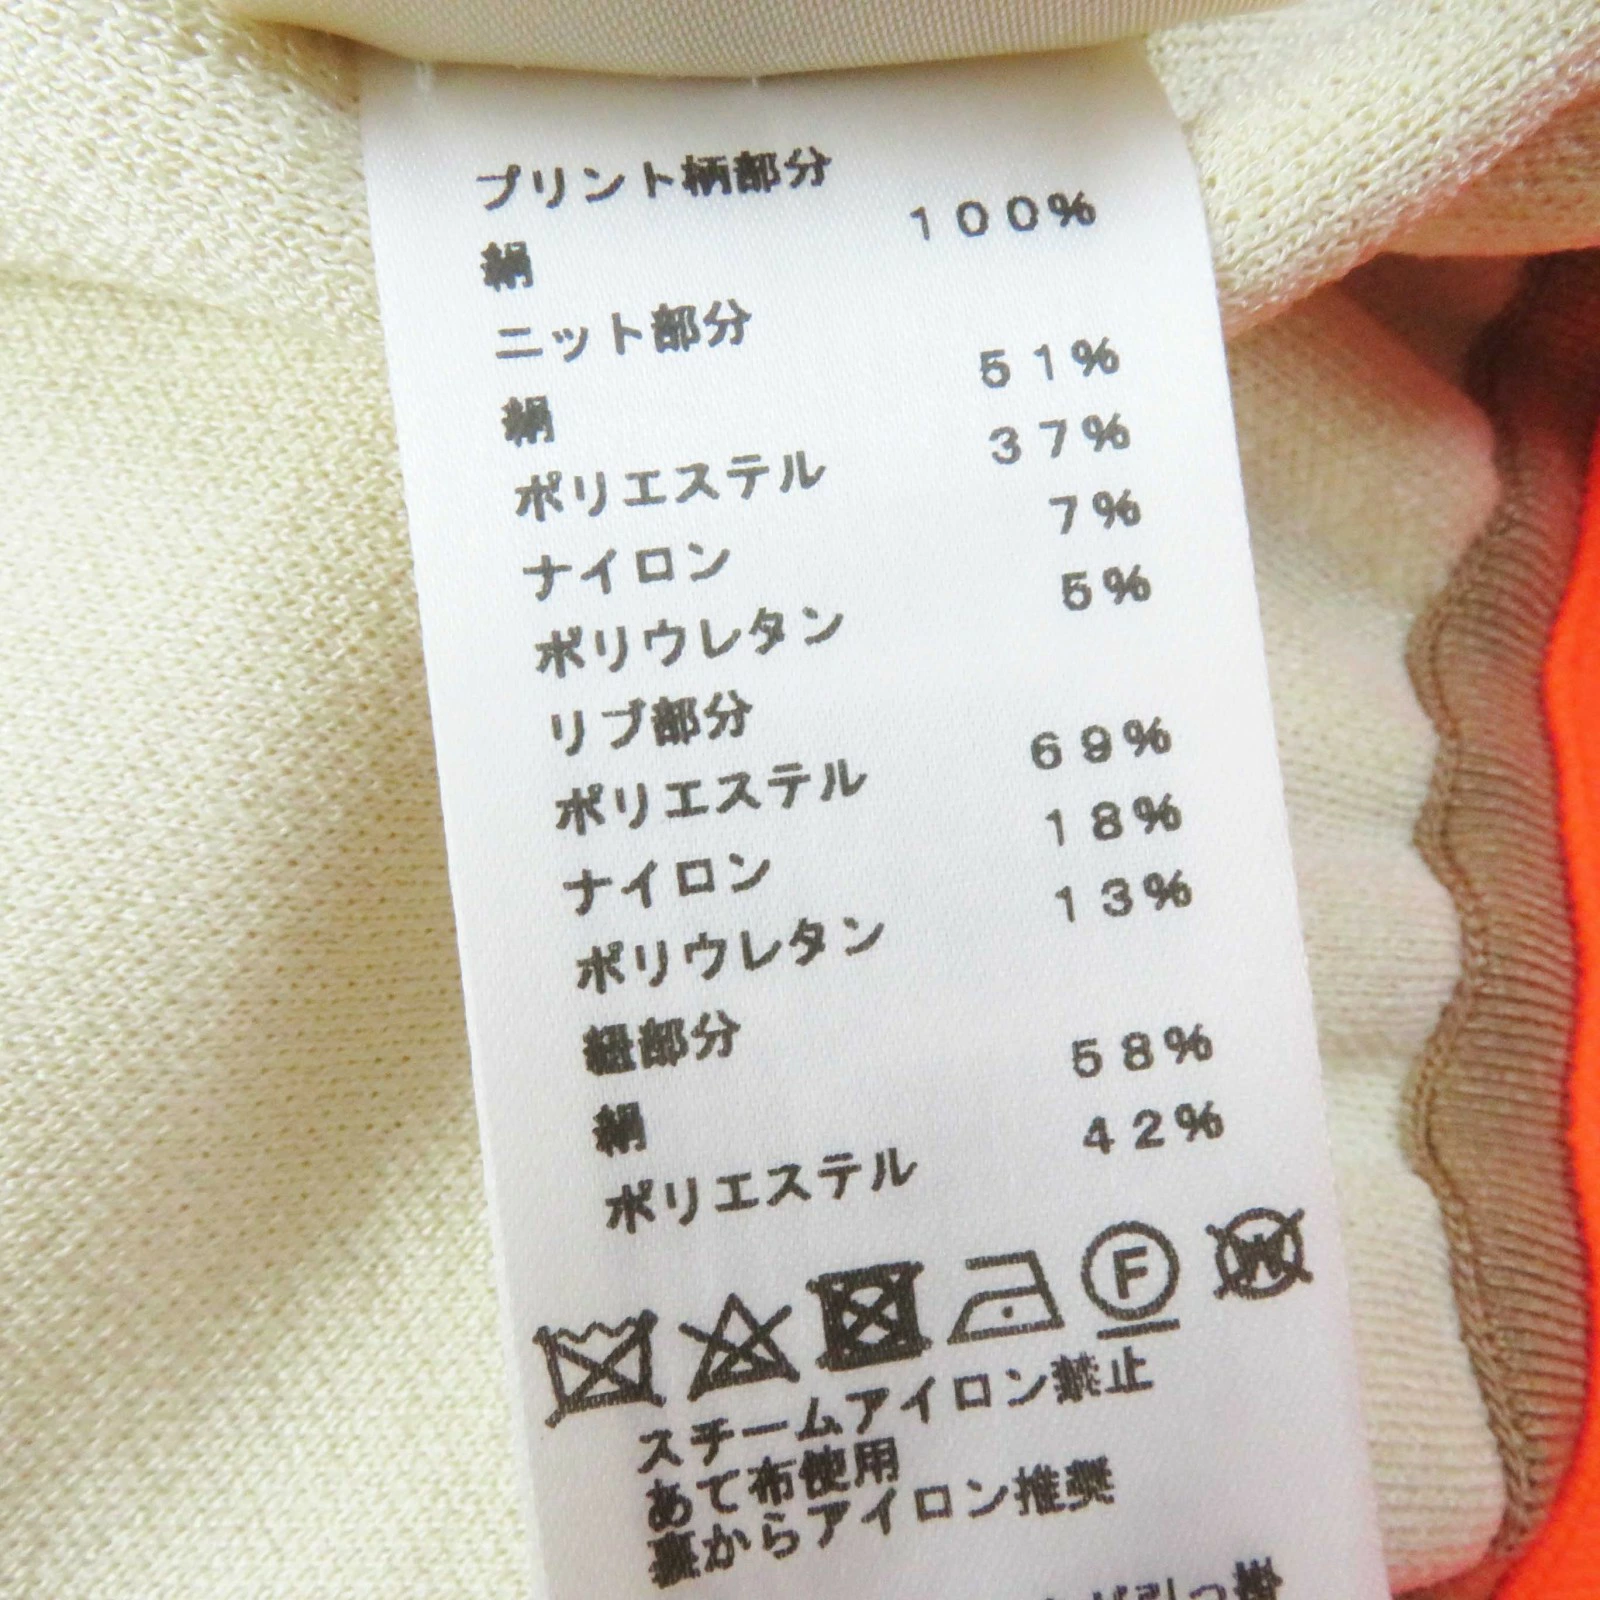 プリント柄部分
絹 100%
ニット部分
絹 51%
ポリエステル 37%
ナイロン 7%
ポリウレタン 5%
リブ部分
ポリエステル 69%
ナイロン 18%
ポリウレタン 13%
紐部分
絹 58%
ポリエステル 42%
F W
スチームアイロン禁止
あて布使用
裏からアイロン推奨
引っ掛